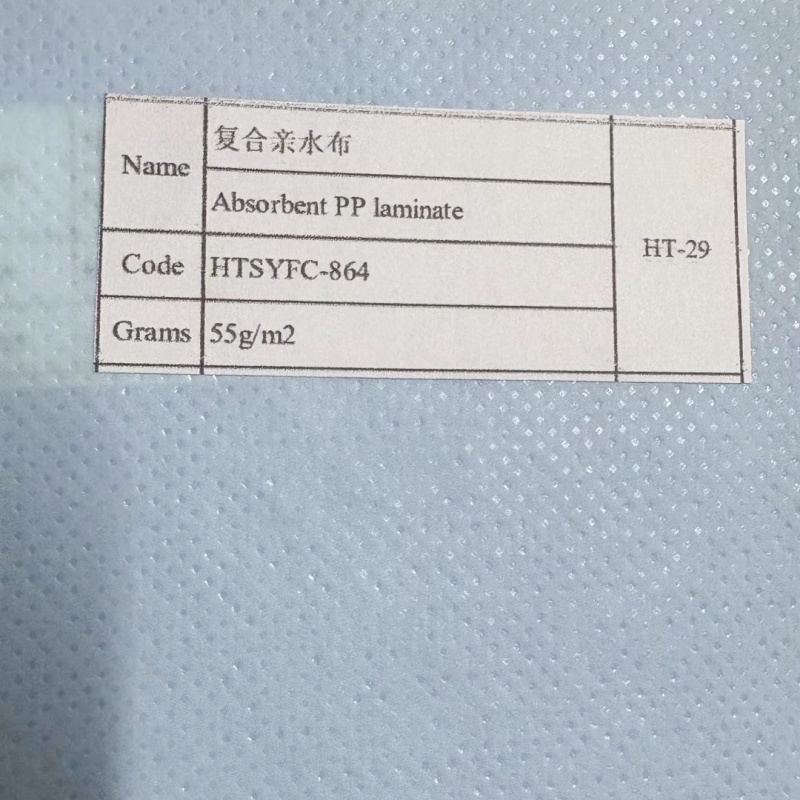 Name
复合亲水布
Absorbent PP laminate
Code
HTSYFC-864
Grams
55g/m2
HT-29